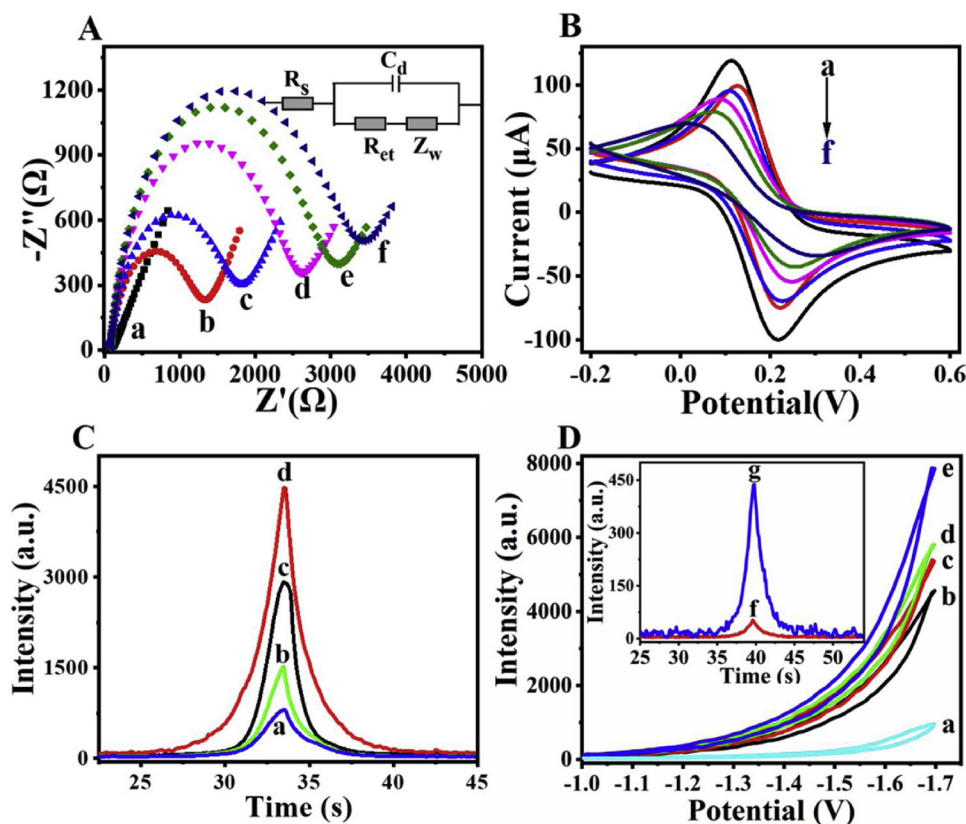 A
-Z"(Ω)
1200
900
600
300
0
0 1000 2000 3000 4000 5000
Z'(Ω)
R_s
C_d
R_et
Z_w
a
b
c
d
e
f
B
Current (μA)
100
50
0
-50
-100
-0.2 0.0 0.2 0.4 0.6
Potential(V)
a
f
C
Intensity (a.u.)
4500
3000
1500
0
25 30 35 40 45
Time (s)
d
c
b
a
D
Intensity (a.u.)
8000
6000
4000
2000
0
-1.0 -1.1 -1.2 -1.3 -1.4 -1.5 -1.6 -1.7
Potential (V)
e
d
c
b
a
Intensity (a.u.)
450
300
150
0
25 30 35 40 45 50
Time (s)
g
f